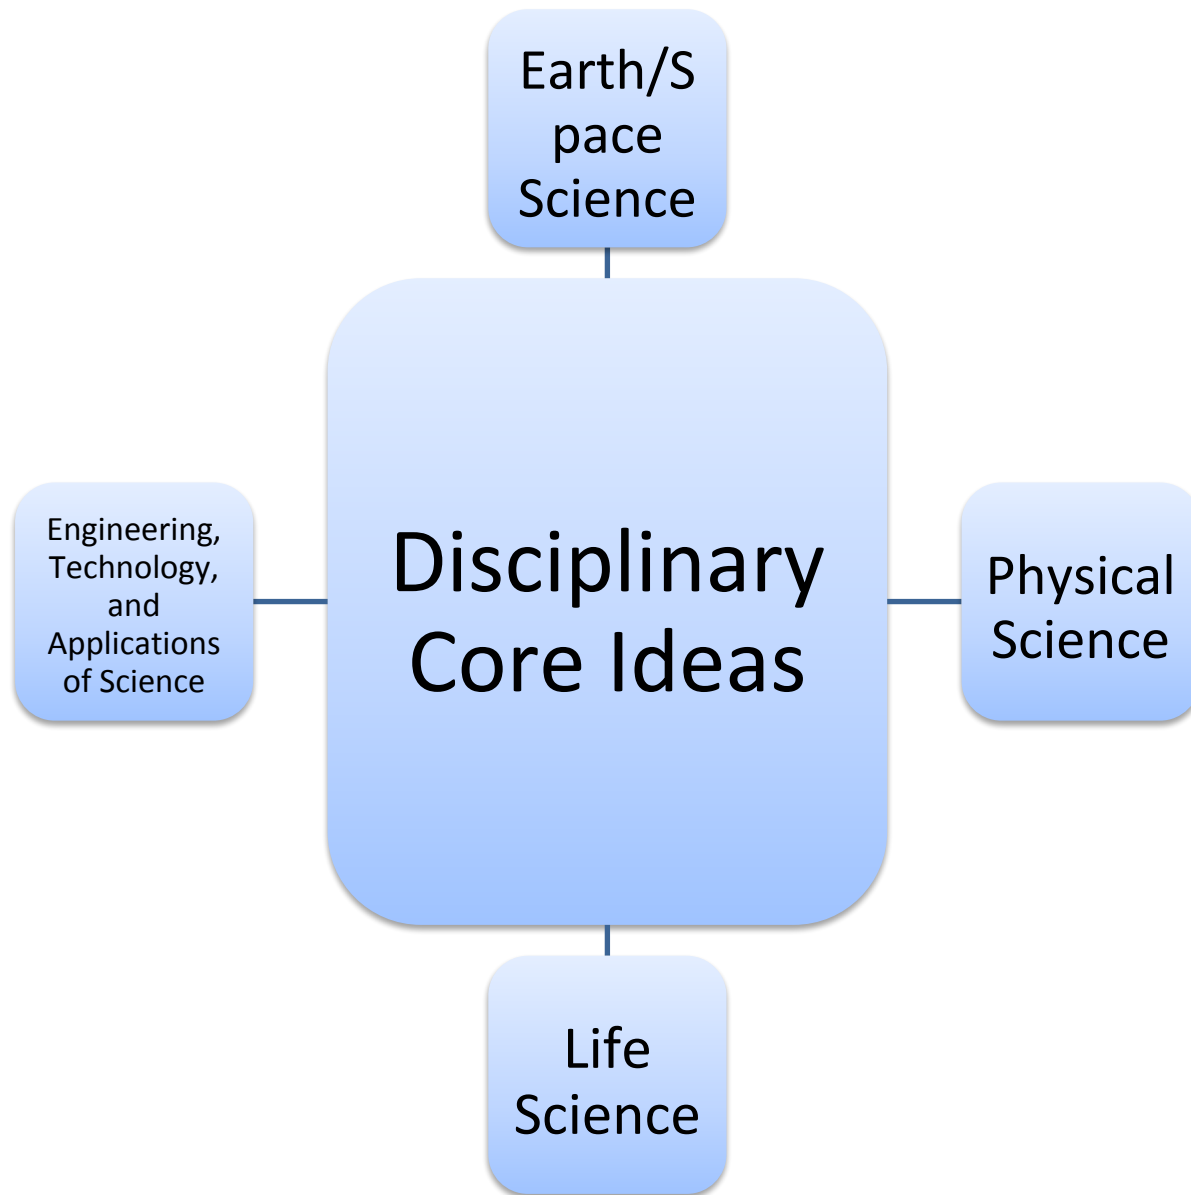 Earth/S
pace
Science
Engineering,
Technology,
and
Applications
of Science
Disciplinary
Core Ideas
Physical
Science
Life
Science